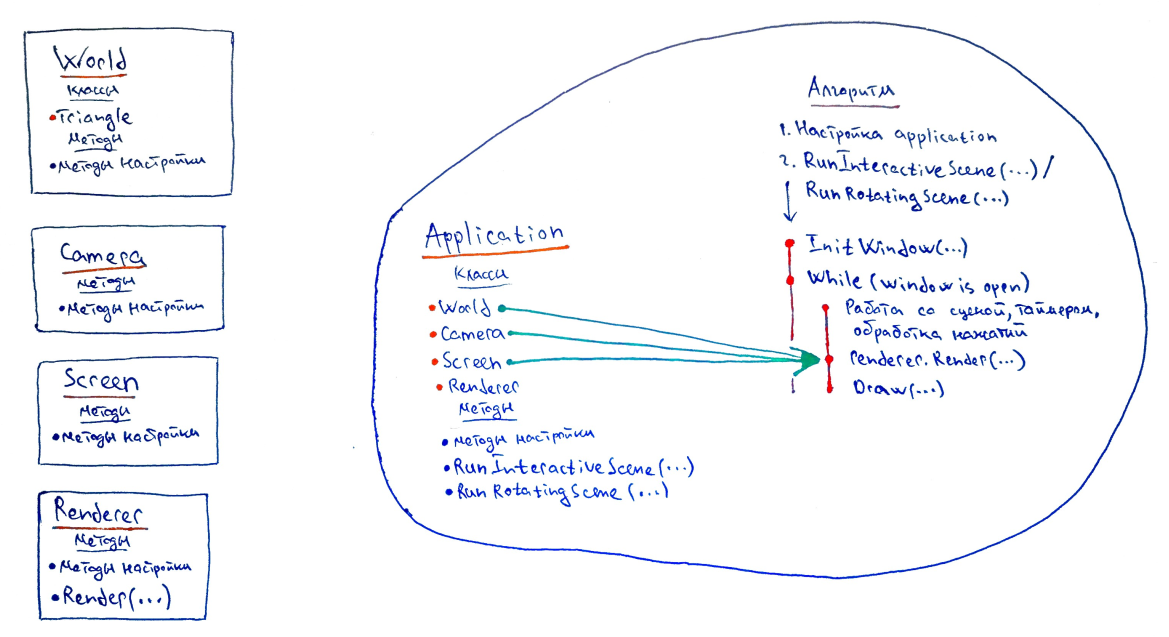 World
Классы
•Triangle
Методы
•Методы настройки
Camera
Методы
•Методы настройки
Screen
Методы
•Методы настройки
Renderer
Методы
•Методы настройки
•Render(...)
Application
Классы
•World
•Camera
•Screen
•Renderer
Методы
•Методы настройки
•RunInteractiveScene(...)
•RunRotatingScene(...)
Алгоритм
1. Настройка application
2. RunInteractiveScene(...)/
RunRotatingScene(...)
InitWindow(...)
While (window is open)
Работа со сценой, таймером,
обработка нажатий
renderer.Render(...)
Draw(...)